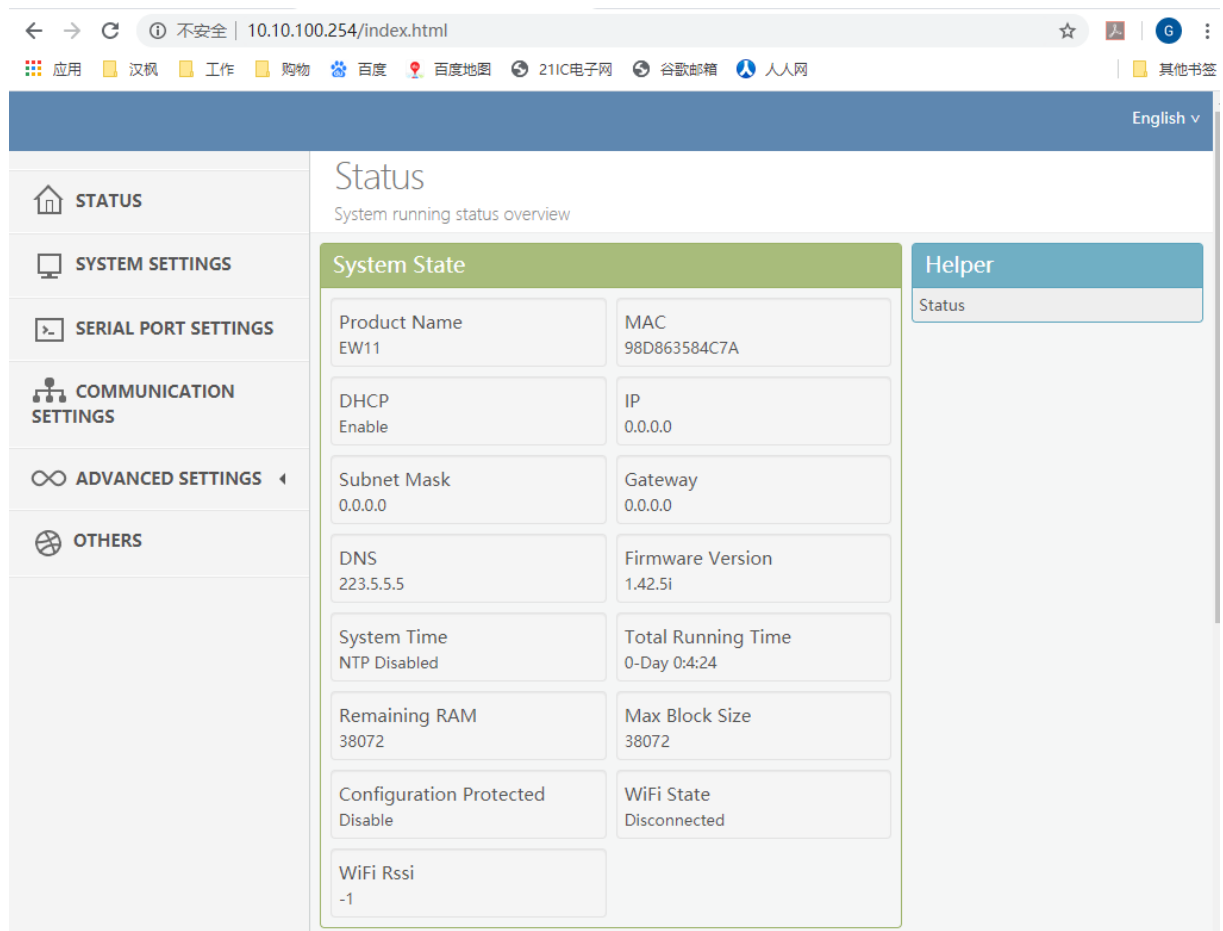 不安全 10.10.100.254/index.html
G
应用 汉枫 工作 购物 百度 百度地图 21IC电子网 谷歌邮箱 人人网 其他书签
English
STATUS
SYSTEM SETTINGS
SERIAL PORT SETTINGS
COMMUNICATION
SETTINGS
ADVANCED SETTINGS
OTHERS
Status
System running status overview
System State
Product Name
EW11
MAC
98D863584C7A
DHCP
Enable
IP
0.0.0.0
Subnet Mask
0.0.0.0
Gateway
0.0.0.0
DNS
223.5.5.5
Firmware Version
1.42.5i
System Time
NTP Disabled
Total Running Time
0-Day 0:4:24
Remaining RAM
38072
Max Block Size
38072
Configuration Protected
Disable
WiFi State
Disconnected
WiFi Rssi
-1
Helper
Status